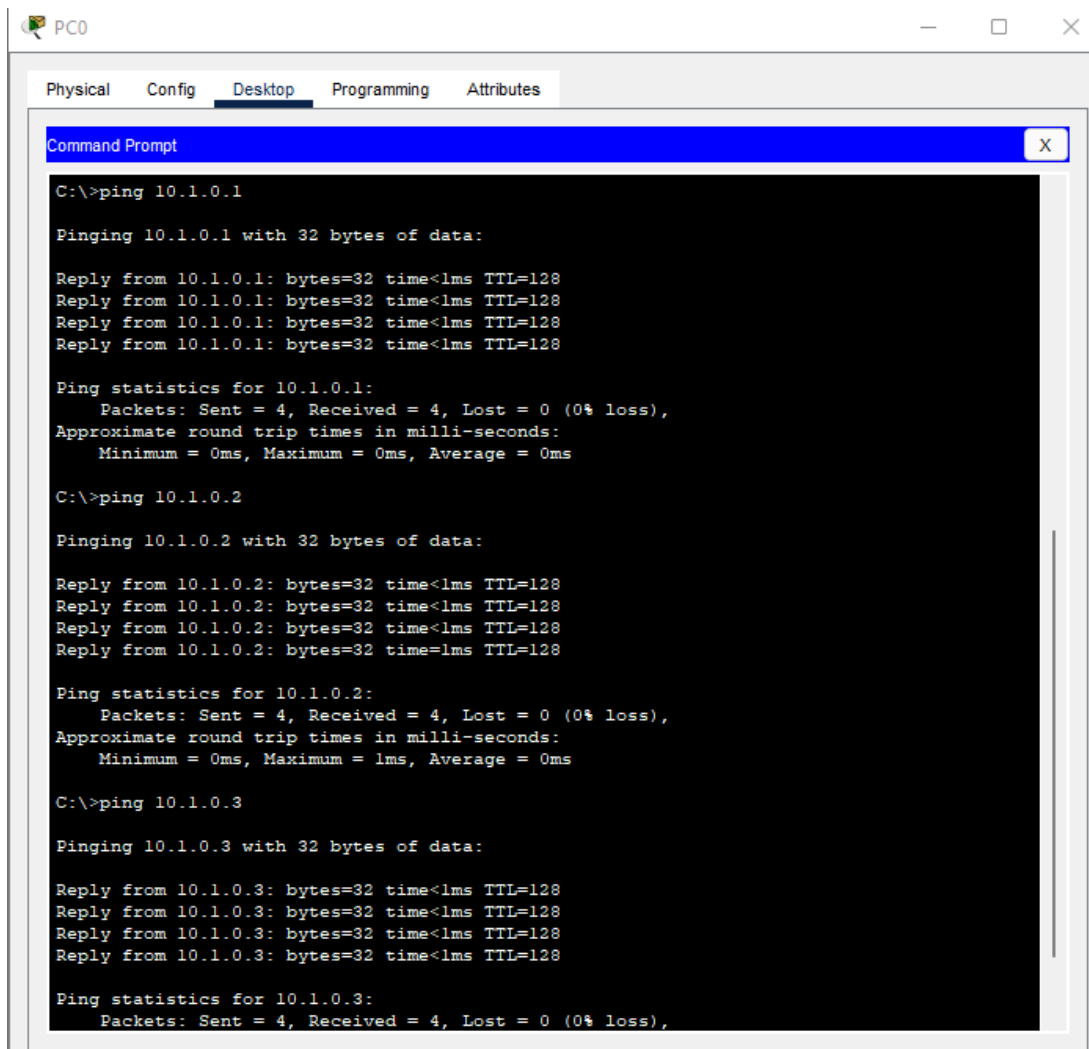 PC0
Physical Config Desktop Programming Attributes
Command Prompt X
C:\>ping 10.1.0.1
Pinging 10.1.0.1 with 32 bytes of data:
Reply from 10.1.0.1: bytes=32 time<1ms TTL=128
Reply from 10.1.0.1: bytes=32 time<1ms TTL=128
Reply from 10.1.0.1: bytes=32 time<1ms TTL=128
Reply from 10.1.0.1: bytes=32 time<1ms TTL=128
Ping statistics for 10.1.0.1:
Packets: Sent = 4, Received = 4, Lost = 0 (0% loss),
Approximate round trip times in milli-seconds:
Minimum = 0ms, Maximum = 0ms, Average = 0ms
C:\>ping 10.1.0.2
Pinging 10.1.0.2 with 32 bytes of data:
Reply from 10.1.0.2: bytes=32 time<1ms TTL=128
Reply from 10.1.0.2: bytes=32 time<1ms TTL=128
Reply from 10.1.0.2: bytes=32 time<1ms TTL=128
Reply from 10.1.0.2: bytes=32 time=1ms TTL=128
Ping statistics for 10.1.0.2:
Packets: Sent = 4, Received = 4, Lost = 0 (0% loss),
Approximate round trip times in milli-seconds:
Minimum = 0ms, Maximum = 1ms, Average = 0ms
C:\>ping 10.1.0.3
Pinging 10.1.0.3 with 32 bytes of data:
Reply from 10.1.0.3: bytes=32 time<1ms TTL=128
Reply from 10.1.0.3: bytes=32 time<1ms TTL=128
Reply from 10.1.0.3: bytes=32 time<1ms TTL=128
Reply from 10.1.0.3: bytes=32 time<1ms TTL=128
Ping statistics for 10.1.0.3:
Packets: Sent = 4, Received = 4, Lost = 0 (0% loss),